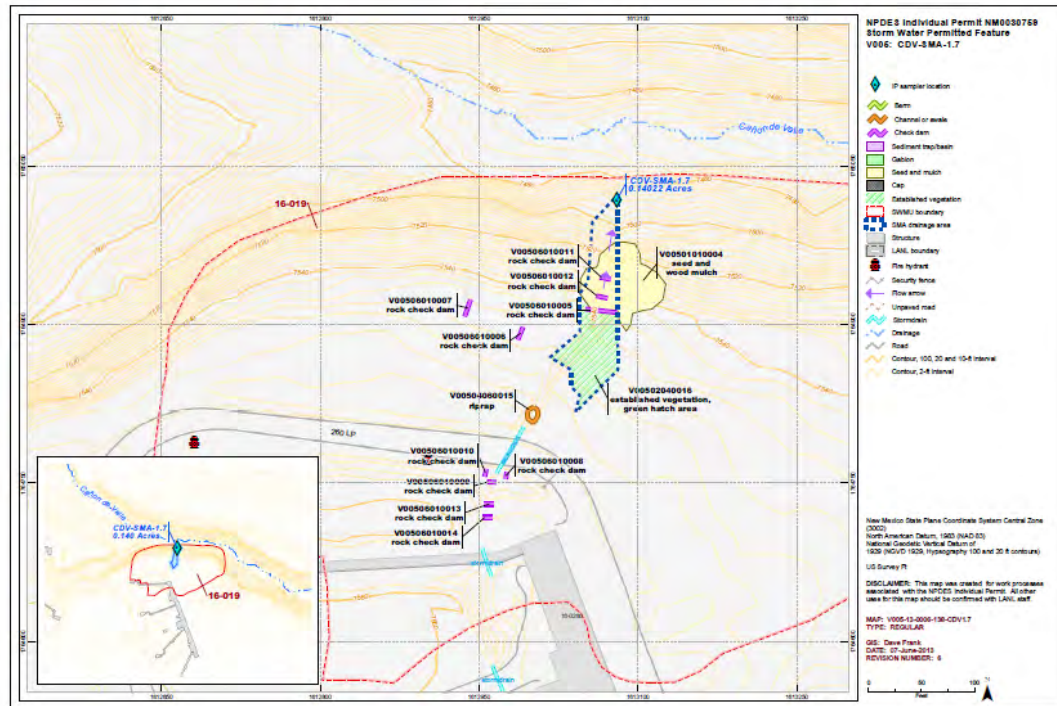 NPDES Individual Permit NM0030759
Storm Water Permitted Feature
V005: CDV-SMA-1.7
IP sampler location
Berm
Channel or swale
Check dam
Sediment trap/basin
Gabion
Seed and mulch
Cap
Established vegetation
SWMU boundary
SMA drainage area
Structure
LANL boundary
Fire hydrant
Security fence
Flow arrow
Unpaved road
Stormdrain
Drainage
Road
Contour, 100, 20 and 10-ft interval
Contour, 2-ft interval
New Mexico State Plane Coordinate System Central Zone
(3002)
North American Datum, 1983 (NAD 83)
National Geodetic Vertical Datum of
1929 (NGVD 1929, Hypsography 100 and 20 ft contours)
US Survey Ft
DISCLAIMER: This map was created for work processes
associated with the NPDES Individual Permit. All other
uses for this map should be confirmed with LANL staff.
MAP: V005-13-0006-136-CDV1.7
TYPE: REGULAR
GIS: Dave Frank
DATE: 07-June-2013
REVISION NUMBER: 6
0 50 100
Feet
N
1612800
1613100
1613250
Cañon de Valle
CDV-SMA-1.7
0.14022 Acres
16-019
V00506010011
rock check dam
V00501010004
seed and
wood mulch
V00506010012
rock check dam
V00506010007
rock check dam
V00506010005
rock check dam
V00506010006
rock check dam
V00502040016
established vegetation,
green hatch area
V00504060015
riprap
260 LP
V00506010010
rock check dam
V00506010008
rock check dam
V00506010009
rock check dam
V00506010013
rock check dam
V00506010014
rock check dam
stormdrain
stormdrain
Cañon de Valle
CDV-SMA-1.7
0.140 Acres
16-019